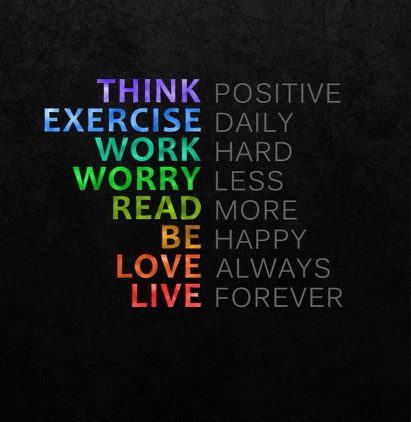 THINK POSITIVE
EXERCISE DAILY
WORK HARD
WORRY LESS
READ MORE
BE HAPPY
LOVE ALWAYS
LIVE FOREVER